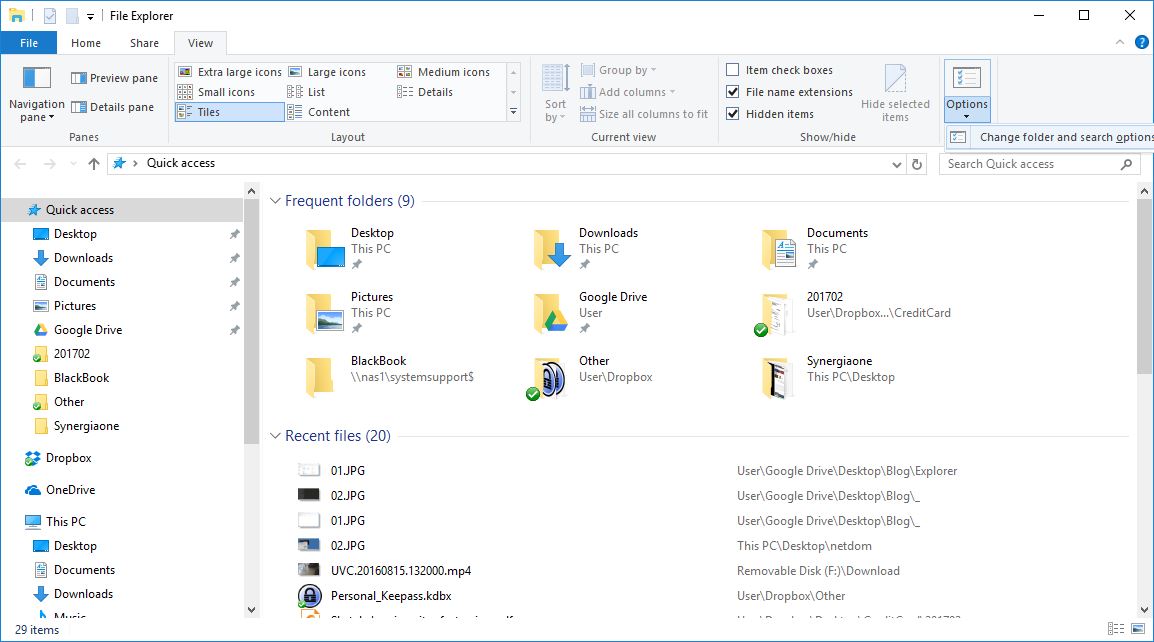 File Explorer
File Home Share View
Navigation pane
Preview pane
Details pane
Panes
Extra large icons Large icons Medium icons
Small icons List Details
Tiles Content
Layout
Sort by
Group by
Add columns
Size all columns to fit
Current view
Item check boxes
File name extensions
Hidden items
Hide selected items
Show/hide
Options
Change folder and search options
Quick access
Search Quick access
Quick access
Desktop
Downloads
Documents
Pictures
Google Drive
201702
BlackBook
Other
Synergiaone
Dropbox
OneDrive
This PC
Desktop
Documents
Downloads
Music
Frequent folders (9)
Desktop
This PC
Downloads
This PC
Documents
This PC
Pictures
This PC
Google Drive
User
201702
User\Dropbox...\CreditCard
BlackBook
\\nas1\systemsupport$
Other
User\Dropbox
Synergiaone
This PC\Desktop
Recent files (20)
01.JPG User\Google Drive\Desktop\Blog\Explorer
02.JPG User\Google Drive\Desktop\Blog\_
01.JPG User\Google Drive\Desktop\Blog\_
02.JPG This PC\Desktop\netdom
UVC.20160815.132000.mp4 Removable Disk (F:)\Download
Personal_Keepass.kdbx User\Dropbox\Other
29 items